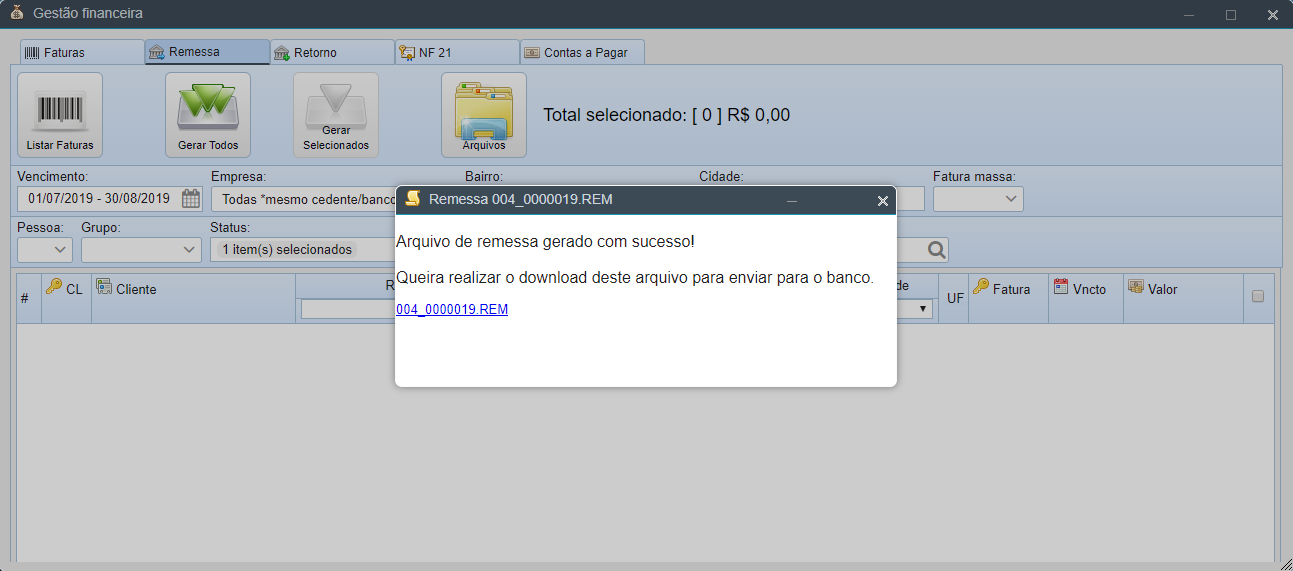 Gestão financeira
Faturas
Remessa
Retorno
NF 21
Contas a Pagar
Listar Faturas
Gerar Todos
Gerar
Selecionados
Arquivos
Total selecionado: [ 0 ] R$ 0,00
Vencimento:
Empresa:
Bairro:
Cidade:
Fatura massa:
01/07/2019 - 30/08/2019
Todas *mesmo cedente/banco
Pessoa:
Grupo:
Status:
1 item(s) selecionados
Remessa 004_0000019.REM
Arquivo de remessa gerado com sucesso!
Queira realizar o download deste arquivo para enviar para o banco.
004_0000019.REM
#
CL
Cliente
R
de
UF
Fatura
Vncto
Valor